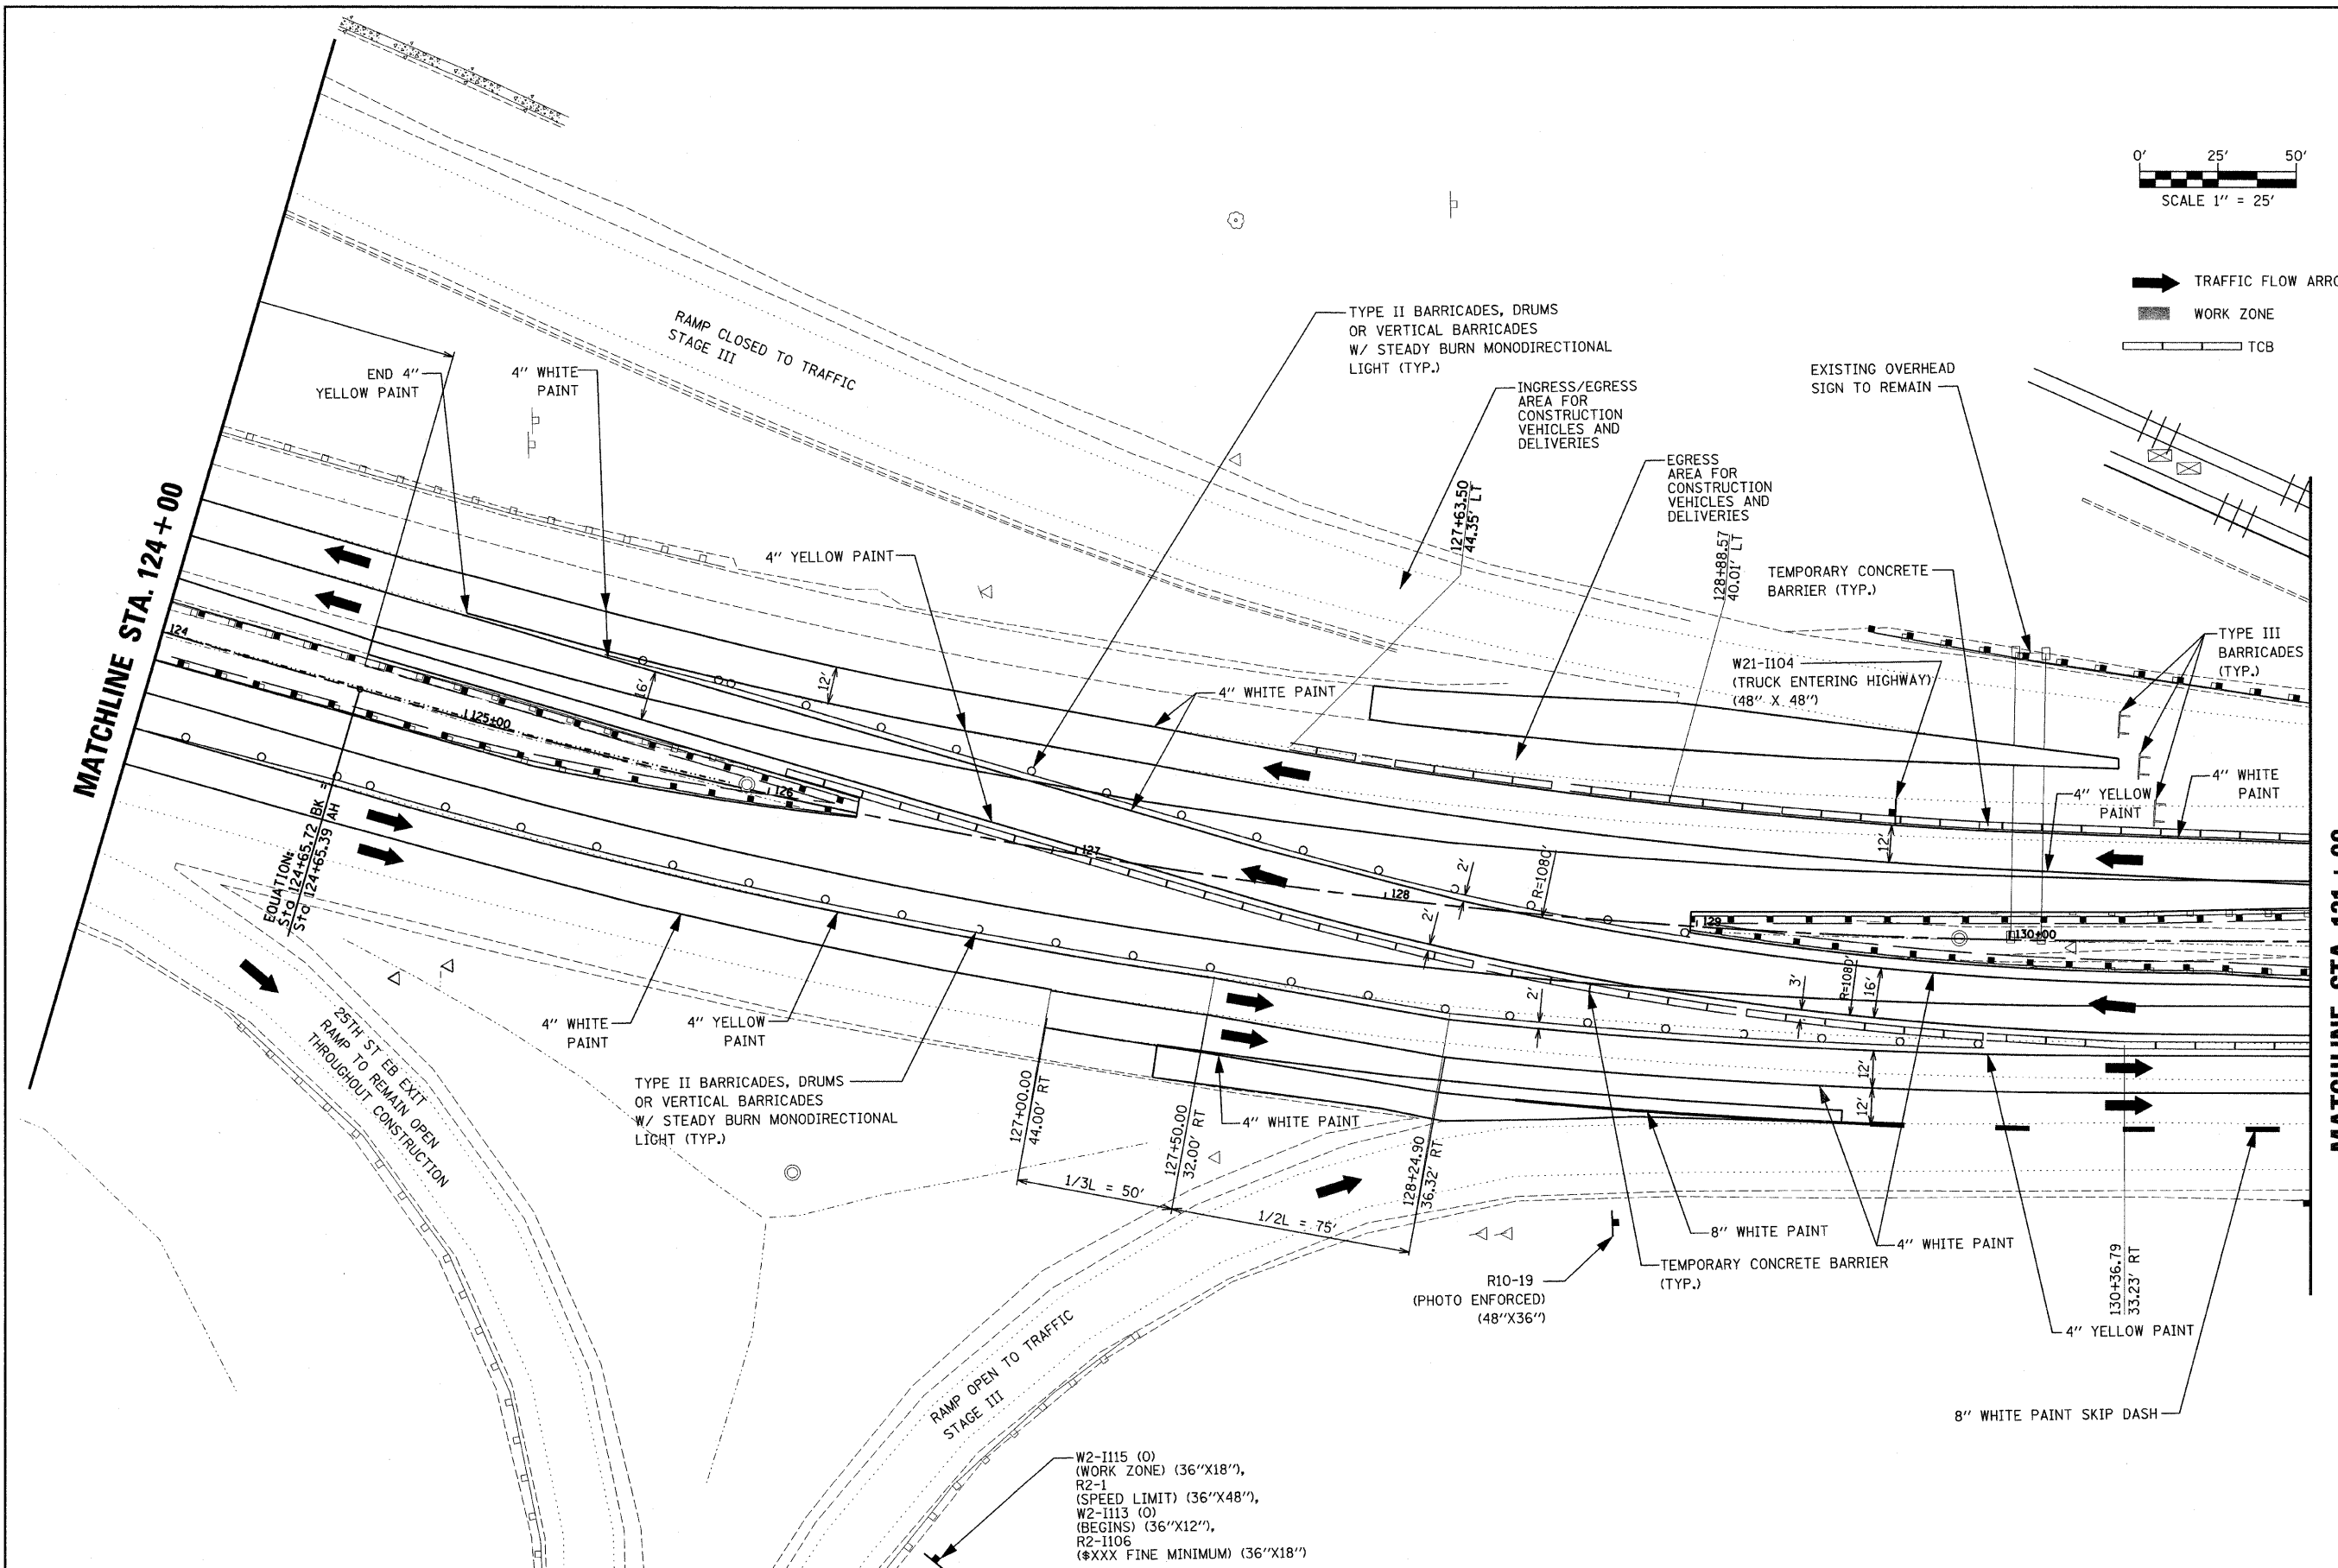 0' 25' 50'
SCALE 1" = 25'
TRAFFIC FLOW ARRO
WORK ZONE
TCB
MATCHLINE STA. 124+00
RAMP CLOSED TO TRAFFIC
STAGE III
END 4"
YELLOW PAINT
4" WHITE
PAINT
TYPE II BARRICADES, DRUMS
OR VERTICAL BARRICADES
W/ STEADY BURN MONODIRECTIONAL
LIGHT (TYP.)
INGRESS/EGRESS
AREA FOR
CONSTRUCTION
VEHICLES AND
DELIVERIES
EXISTING OVERHEAD
SIGN TO REMAIN
EGRESS
AREA FOR
CONSTRUCTION
VEHICLES AND
DELIVERIES
127+63.50
44.35' LT
128+88.57
40.01' LT
4" YELLOW PAINT
TEMPORARY CONCRETE
BARRIER (TYP.)
TYPE III
BARRICADES
(TYP.)
W21-I104
(TRUCK ENTERING HIGHWAY)
(48" X 48")
4" WHITE PAINT
4" WHITE
PAINT
4" YELLOW
PAINT
124
125+00
126
127
128
129
130+00
16'
12'
12'
2'
R=1080'
2'
2'
3'
R=1080'
16'
12'
12'
EQUATION:
Sta 124+65.72 BK =
Sta 124+65.39 AH
25TH ST EB EXIT
RAMP TO REMAIN OPEN
THROUGHOUT CONSTRUCTION
4" WHITE
PAINT
4" YELLOW
PAINT
TYPE II BARRICADES, DRUMS
OR VERTICAL BARRICADES
W/ STEADY BURN MONODIRECTIONAL
LIGHT (TYP.)
127+00.00
44.00' RT
127+50.00
32.00' RT
128+24.90
36.32' RT
1/3L = 50'
1/2L = 75'
4" WHITE PAINT
8" WHITE PAINT
4" WHITE PAINT
TEMPORARY CONCRETE BARRIER
(TYP.)
R10-19
(PHOTO ENFORCED)
(48"X36")
130+36.79
33.23' RT
4" YELLOW PAINT
8" WHITE PAINT SKIP DASH
RAMP OPEN TO TRAFFIC
STAGE III
W2-I115 (O)
(WORK ZONE) (36"X18"),
R2-1
(SPEED LIMIT) (36"X48"),
W2-I113 (O)
(BEGINS) (36"X12"),
R2-I106
($XXX FINE MINIMUM) (36"X18")